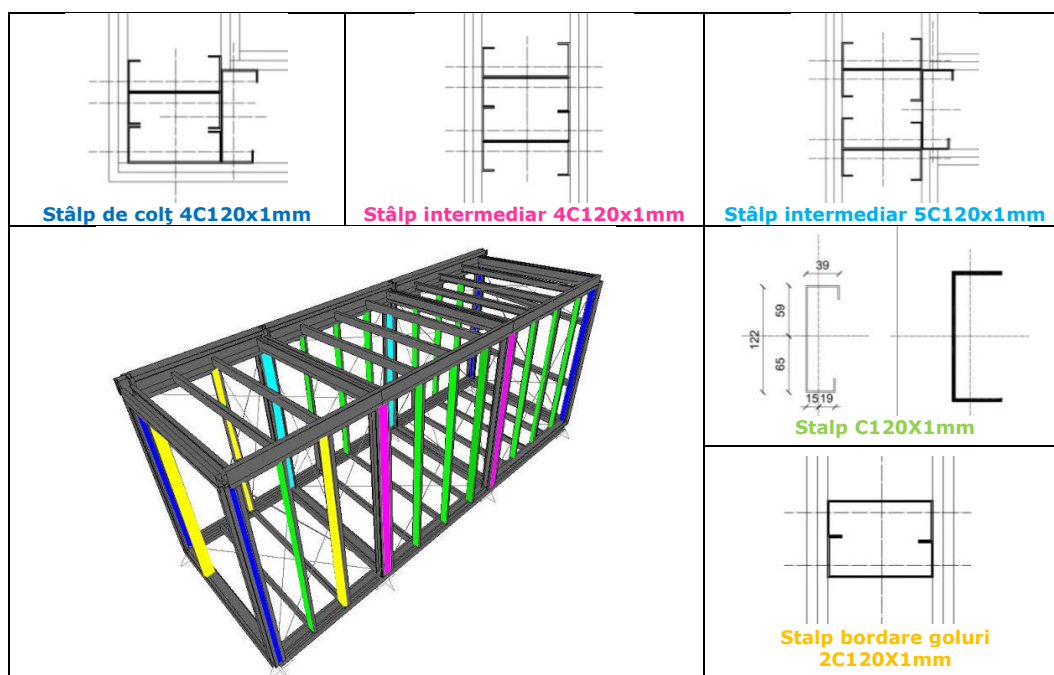 Stâlp de colţ 4C120x1mm
Stâlp intermediar 4C120x1mm
Stâlp intermediar 5C120x1mm
39
59
122
65
15 19
Stalp C120X1mm
Stalp bordare goluri
2C120X1mm